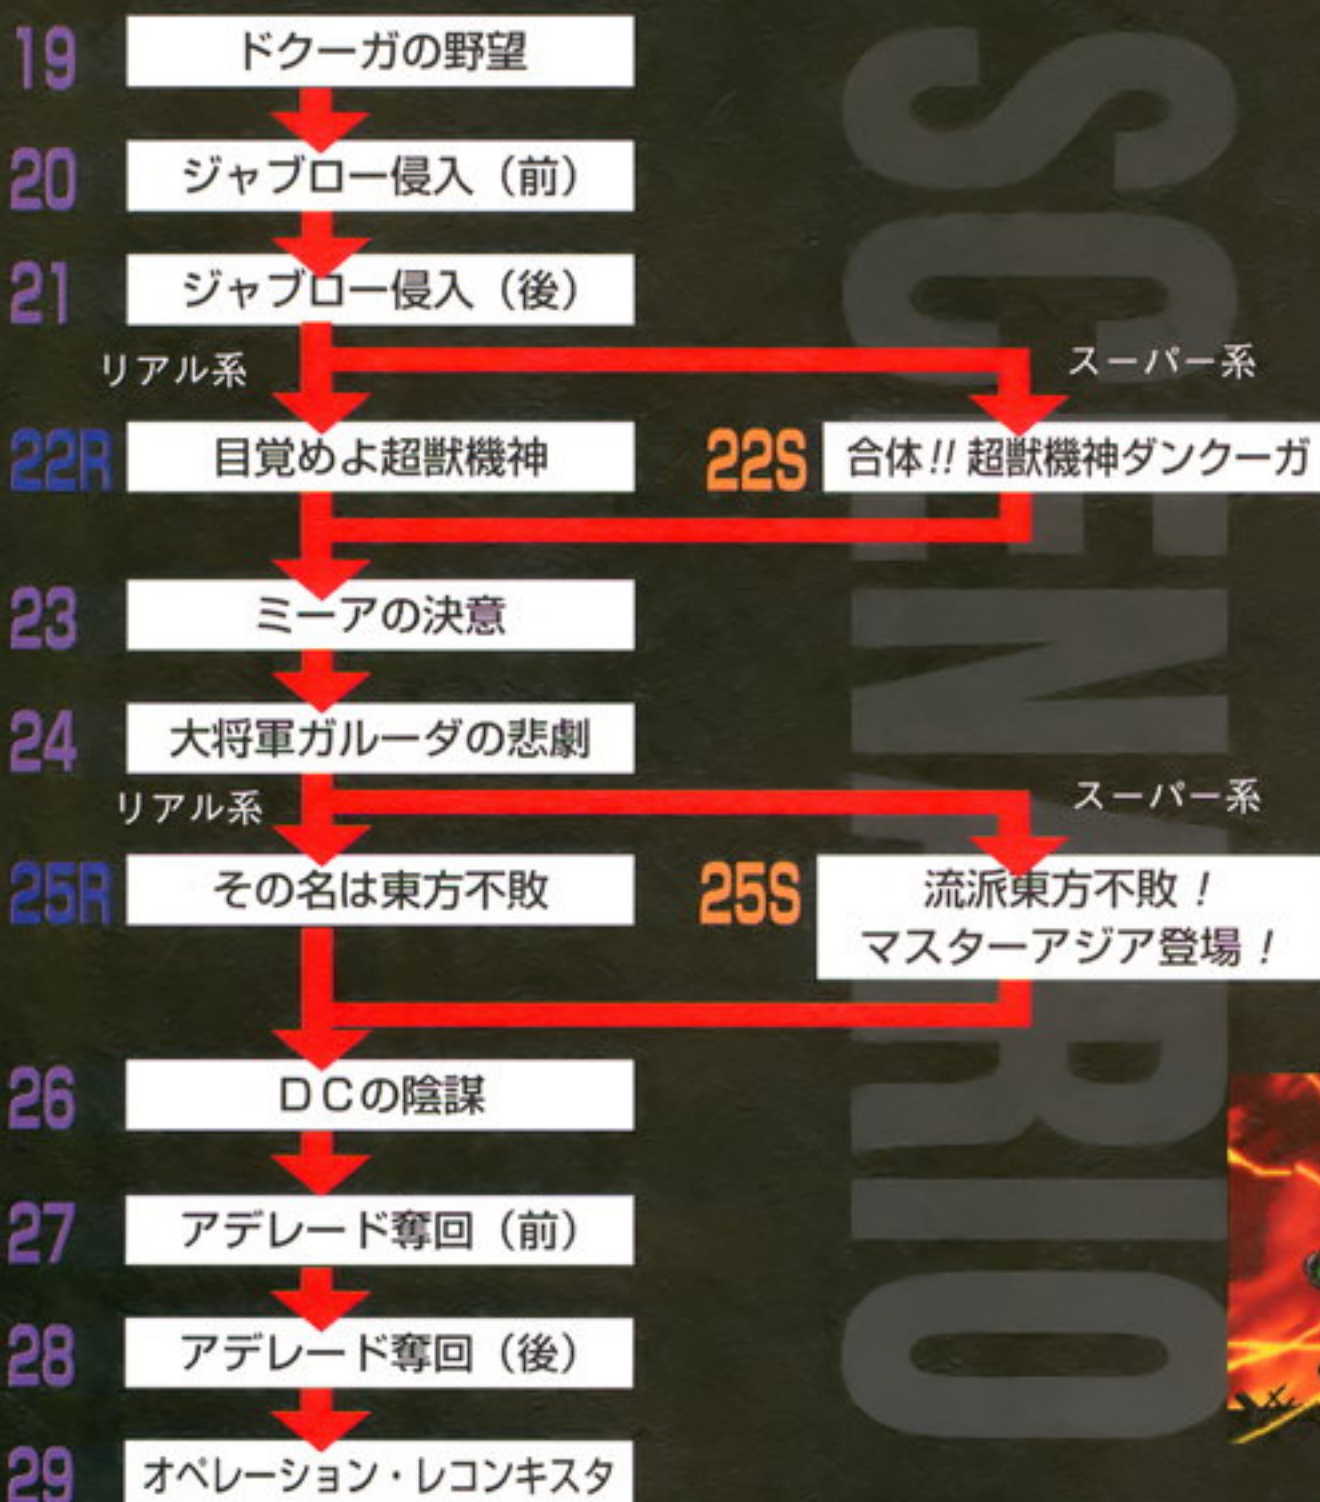 19 ドクーガの野望
20 ジャブロー侵入（前）
21 ジャブロー侵入（後）
リアル系 スーパー系
22R 目覚めよ超獣機神 22S 合体!! 超獣機神ダンクーガ
23 ミーアの決意
24 大将軍ガルーダの悲劇
リアル系 スーパー系
25R その名は東方不敗 25S 流派東方不敗！
マスターアジア登場！
26 ＤＣの陰謀
27 アデレード奪回（前）
28 アデレード奪回（後）
29 オペレーション・レコンキスタ
SCENARIO